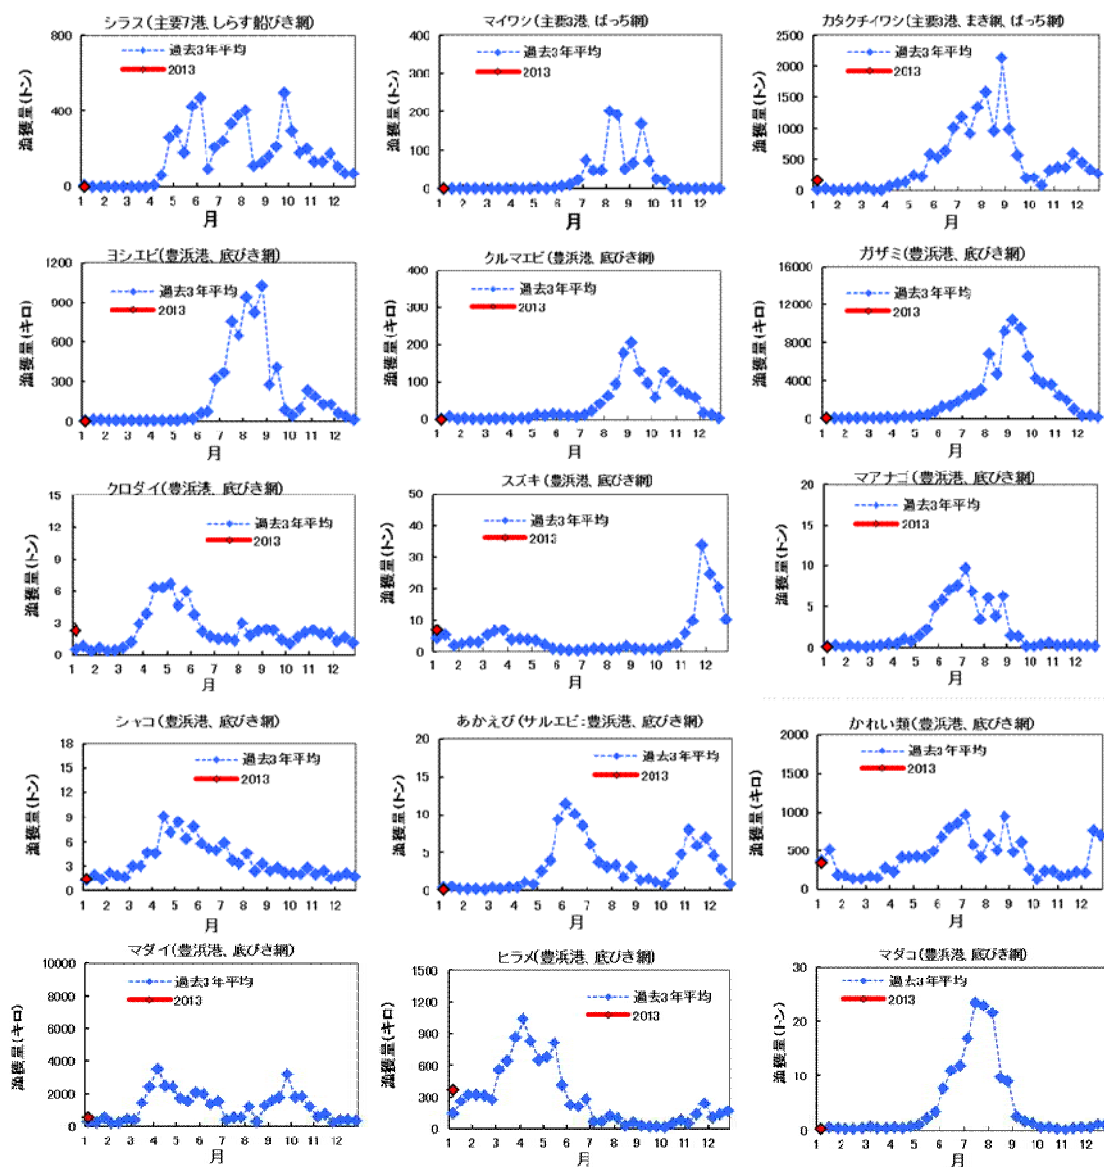 シラス(主要7港、しらす船びき網)
漁獲量(トン)
800
400
0
過去3年平均
2013
1 2 3 4 5 6 7 8 9 10 11 12
月
マイワシ(主要3港、ばっち網)
漁獲量(トン)
400
300
200
100
0
過去3年平均
2013
1 2 3 4 5 6 7 8 9 10 11 12
月
カタクチイワシ(主要3港、まき網、ばっち網)
漁獲量(トン)
2500
2000
1500
1000
500
0
過去3年平均
2013
1 2 3 4 5 6 7 8 9 10 11 12
月
ヨシエビ(豊浜港、底びき網)
漁獲量(キロ)
1200
900
600
300
0
過去3年平均
2013
1 2 3 4 5 6 7 8 9 10 11 12
月
クルマエビ(豊浜港、底びき網)
漁獲量(キロ)
400
300
200
100
0
過去3年平均
2013
1 2 3 4 5 6 7 8 9 10 11 12
月
ガザミ(豊浜港、底びき網)
漁獲量(キロ)
16000
12000
8000
4000
0
過去3年平均
2013
1 2 3 4 5 6 7 8 9 10 11 12
月
クロダイ(豊浜港、底びき網)
漁獲量(トン)
15
12
9
6
3
0
過去3年平均
2013
1 2 3 4 5 6 7 8 9 10 11 12
月
スズキ(豊浜港、底びき網)
漁獲量(トン)
50
40
30
20
10
0
過去3年平均
2013
1 2 3 4 5 6 7 8 9 10 11 12
月
マアナゴ(豊浜港、底びき網)
漁獲量(トン)
20
15
10
5
0
過去3年平均
2013
1 2 3 4 5 6 7 8 9 10 11 12
月
シャコ(豊浜港、底びき網)
漁獲量(トン)
18
15
12
9
6
3
0
過去3年平均
2013
1 2 3 4 5 6 7 8 9 10 11 12
月
あかえび(サルエビ:豊浜港、底びき網)
漁獲量(トン)
20
15
10
5
0
過去3年平均
2013
1 2 3 4 5 6 7 8 9 10 11 12
月
かれい類(豊浜港、底びき網)
漁獲量(キロ)
2000
1500
1000
500
0
過去3年平均
2013
1 2 3 4 5 6 7 8 9 10 11 12
月
マダイ(豊浜港、底びき網)
漁獲量(キロ)
10000
8000
6000
4000
2000
0
過去3年平均
2013
1 2 3 4 5 6 7 8 9 10 11 12
月
ヒラメ(豊浜港、底びき網)
漁獲量(キロ)
1500
1200
900
600
300
0
過去3年平均
2013
1 2 3 4 5 6 7 8 9 10 11 12
月
マダコ(豊浜港、底びき網)
漁獲量(トン)
30
20
10
0
過去3年平均
2013
1 2 3 4 5 6 7 8 9 10 11 12
月